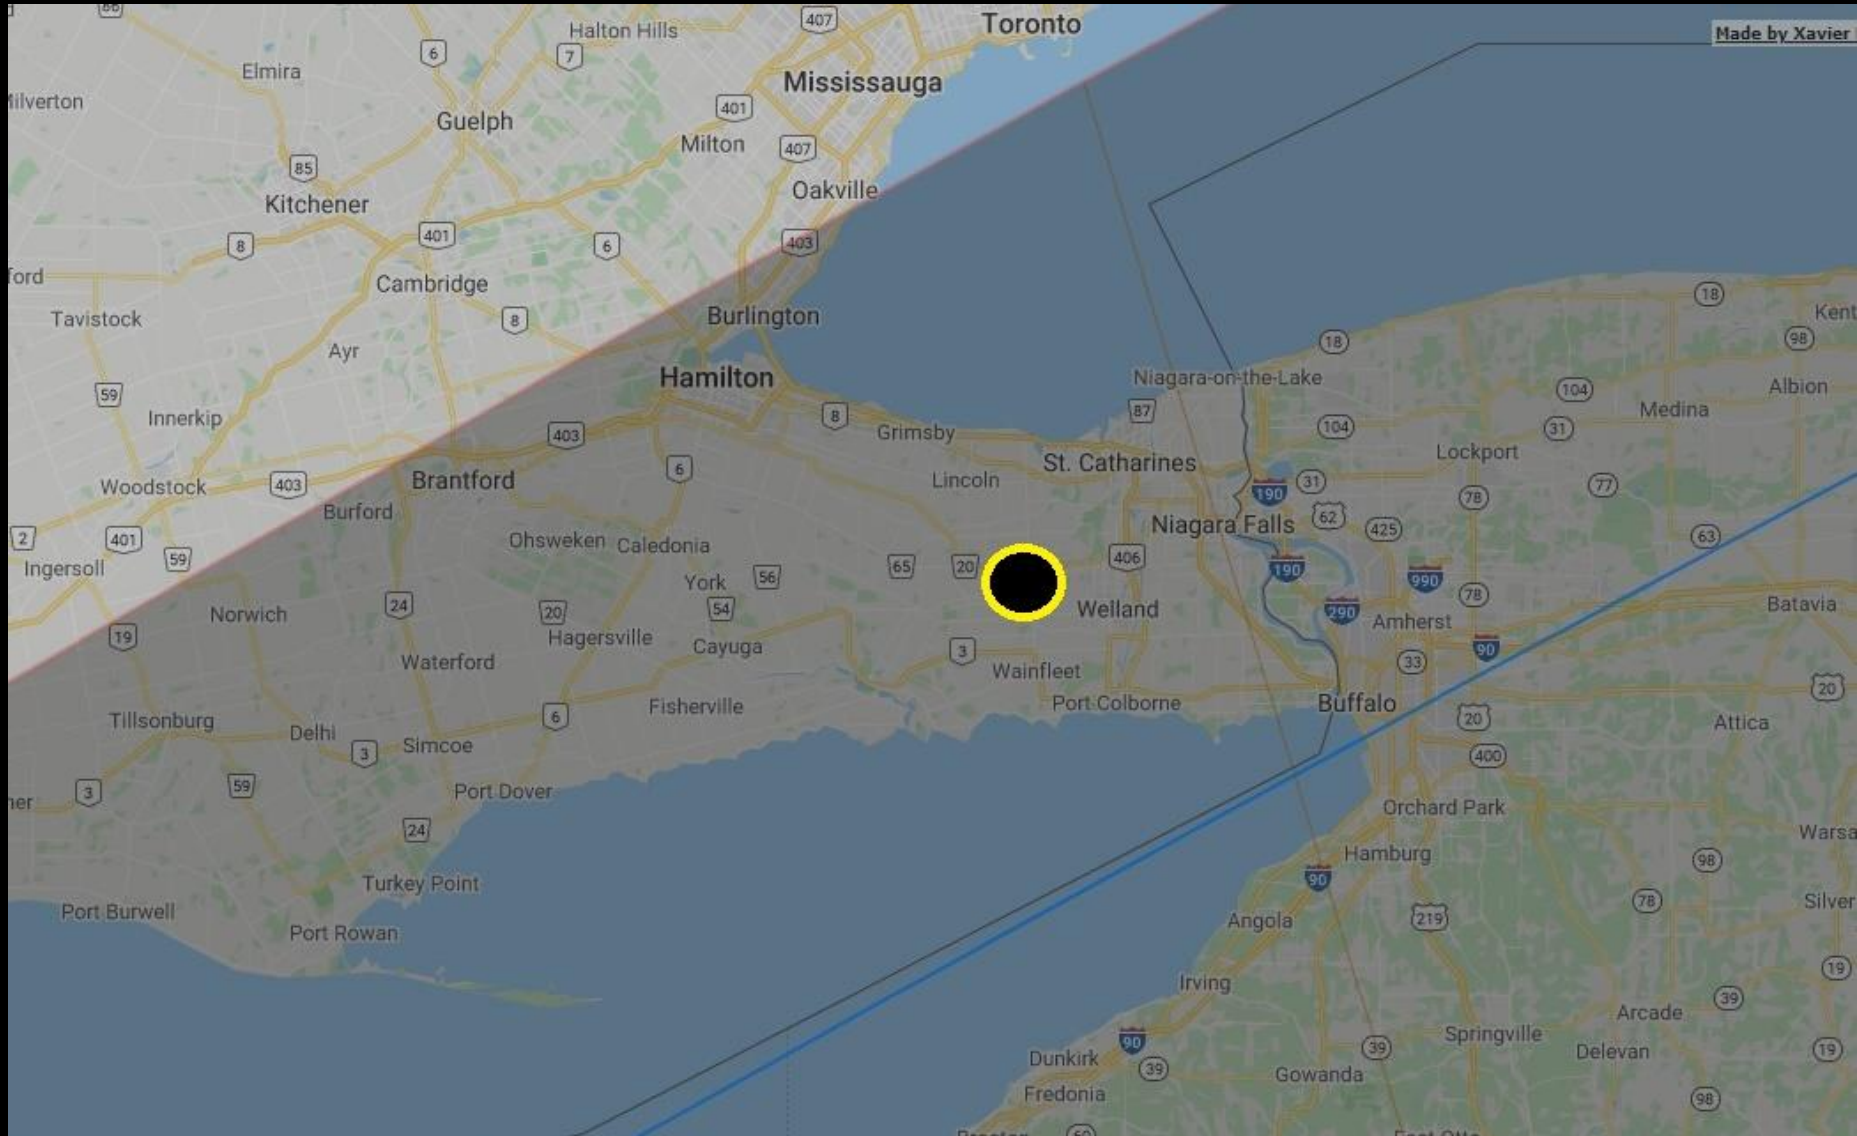 86
407
Toronto
Halton Hills
Made by Xavier
6
7
Elmira
Mississauga
Milverton
401
Guelph
Milton
407
85
Oakville
Kitchener
8
401
6
403
ford
Cambridge
18
Tavistock
8
Burlington
Kent
18
98
Ayr
Hamilton
Niagara-on-the-Lake
Albion
59
104
Innerkip
8
87
Medina
403
Grimsby
104
31
Lockport
6
St. Catharines
Woodstock
403
Brantford
Lincoln
190
31
77
78
Burford
Niagara Falls
62
425
2
401
Ohsweken
Caledonia
63
59
406
Ingersoll
56
65
20
190
990
York
24
54
20
Welland
290
78
Batavia
Norwich
Amherst
19
Hagersville
Cayuga
3
90
Waterford
Wainfleet
33
20
6
Fisherville
Port Colborne
Buffalo
20
Tillsonburg
Delhi
Attica
3
Simcoe
400
3
59
Port Dover
ner
Orchard Park
24
Warsa
Hamburg
98
90
Turkey Point
78
Silver
Port Burwell
Angola
219
Port Rowan
19
Irving
39
Arcade
90
Springville
39
Delevan
19
Dunkirk
39
Gowanda
Fredonia
98
60